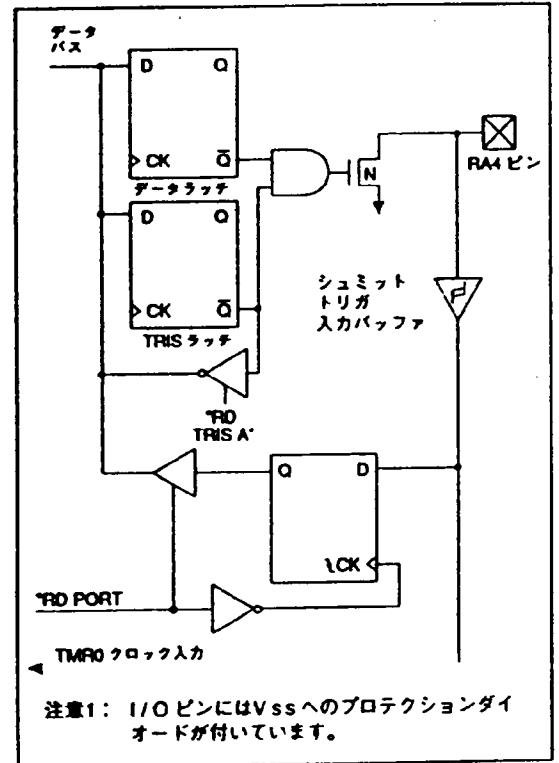 データ
バス
D Q
CK Q
データラッチ
RA4 ピン
N
D Q
CK Q
TRIS ラッチ
シュミット
トリガ
入力バッファ
"RD
TRIS A"
Q D
CK
"RD PORT
TMR0 クロック入力
注意1: I/O ピンにはVss へのプロテクションダイ
オードが付いています。